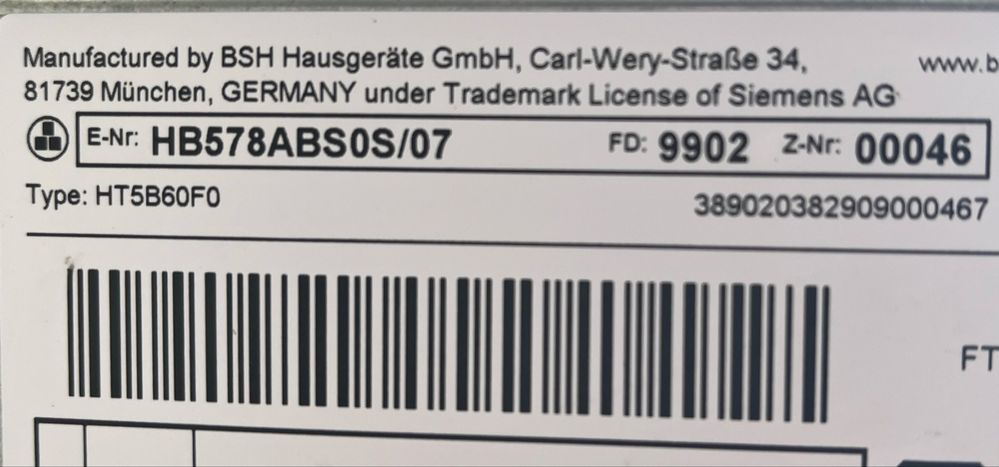 Manufactured by BSH Hausgeräte GmbH, Carl-Wery-Straße 34, www.b
81739 München, GERMANY under Trademark License of Siemens AG
E-Nr: HB578ABS0S/07 FD: 9902 Z-Nr: 00046
Type: HT5B60F0 389020382909000467
FT